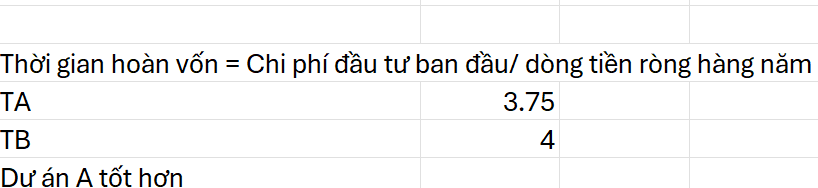 Thời gian hoàn vốn = Chi phí đầu tư ban đầu/ dòng tiền ròng hàng năm
TA 3.75
TB 4
Dự án A tốt hơn